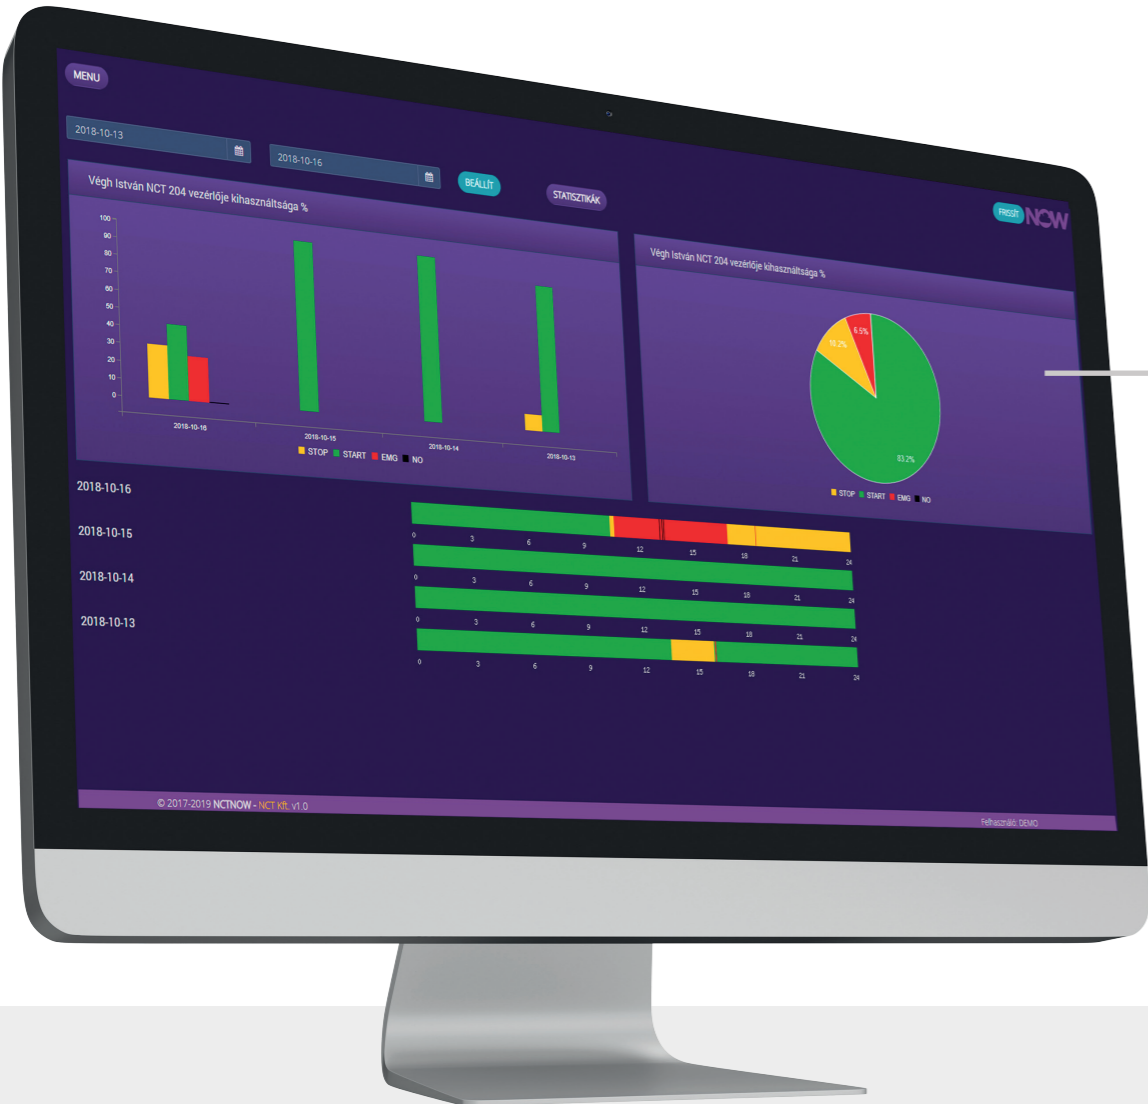 MENU
2018-10-13
2018-10-16
BEÁLLÍT
STATISZTIKÁK
FRISSÍT NOW
Végh István NCT 204 vezérlője kihasználtsága %
100
90
80
70
60
50
40
30
20
10
0
2018-10-16 2018-10-15 2018-10-14 2018-10-13
STOP START EMG NO
Végh István NCT 204 vezérlője kihasználtsága %
10.2% 6.5%
83.2%
STOP START EMG NO
2018-10-16
0 3 6 9 12 15 18 21 24
2018-10-15
0 3 6 9 12 15 18 21 24
2018-10-14
0 3 6 9 12 15 18 21 24
2018-10-13
0 3 6 9 12 15 18 21 24
© 2017-2019 NCTNOW - NCT Kft. v1.0
Felhasználó: DEMO